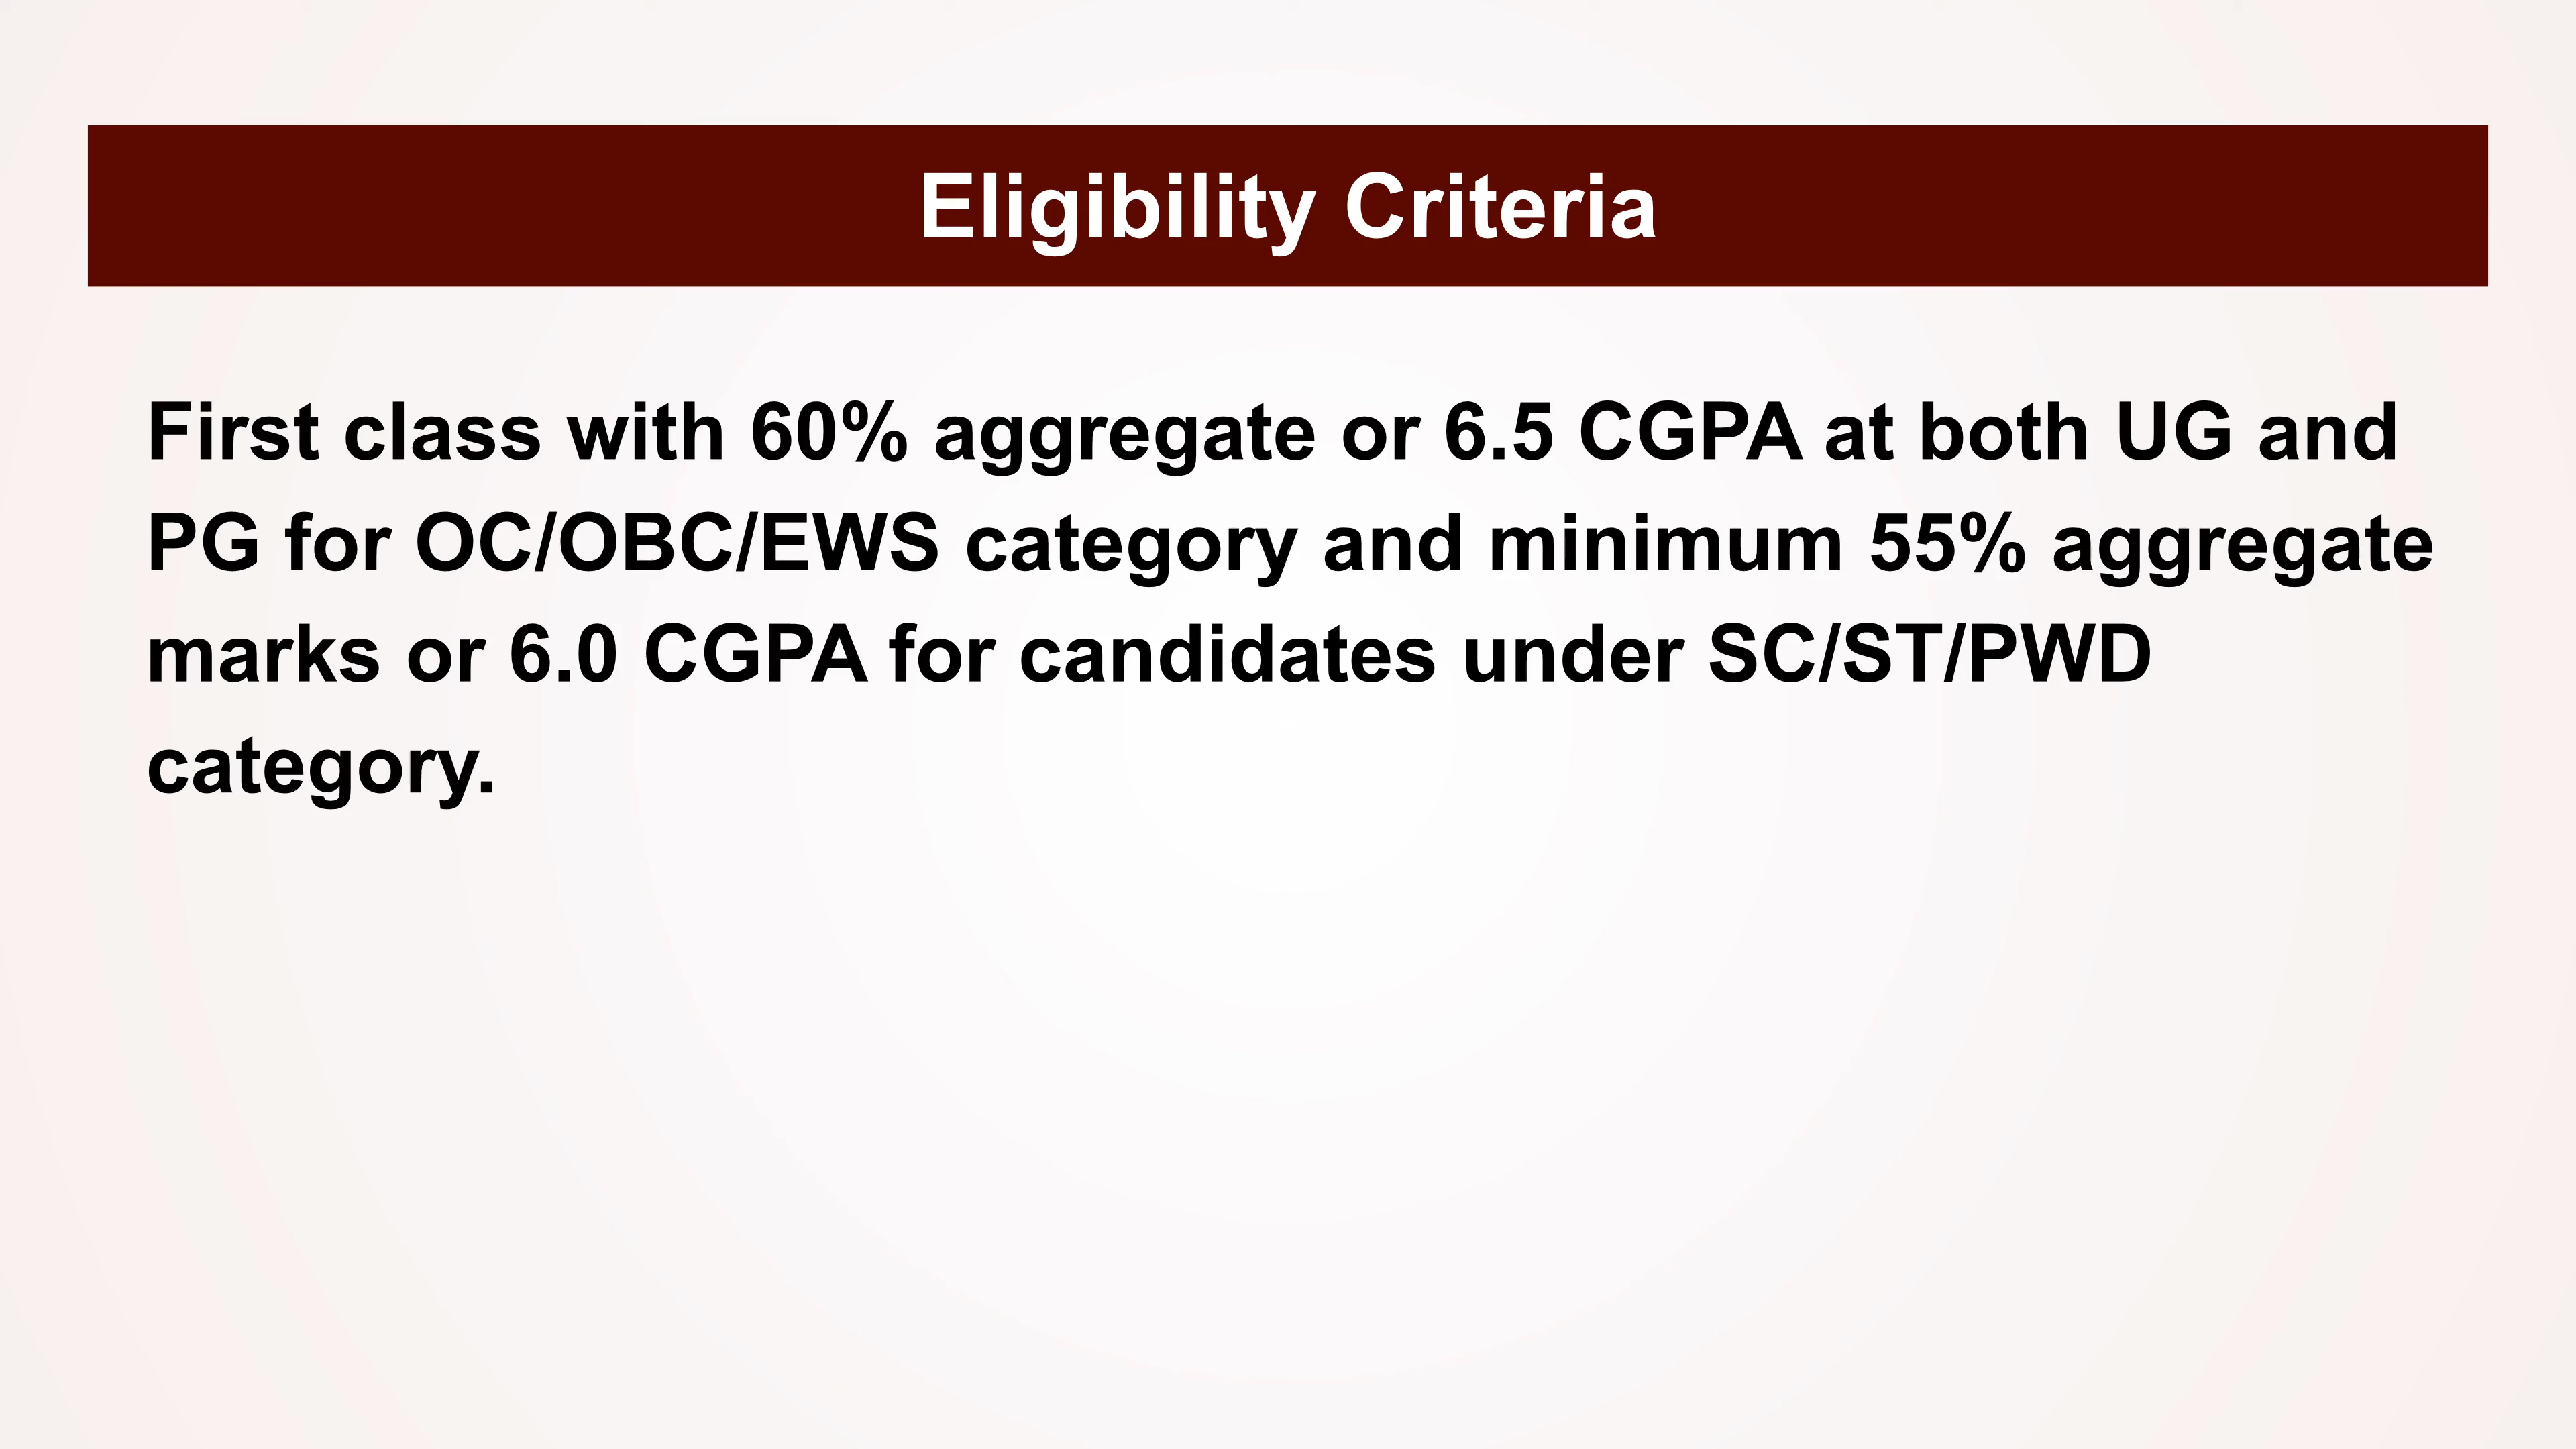 Eligibility Criteria
First class with 60% aggregate or 6.5 CGPA at both UG and
PG for OC/OBC/EWS category and minimum 55% aggregate
marks or 6.0 CGPA for candidates under SC/ST/PWD
category.